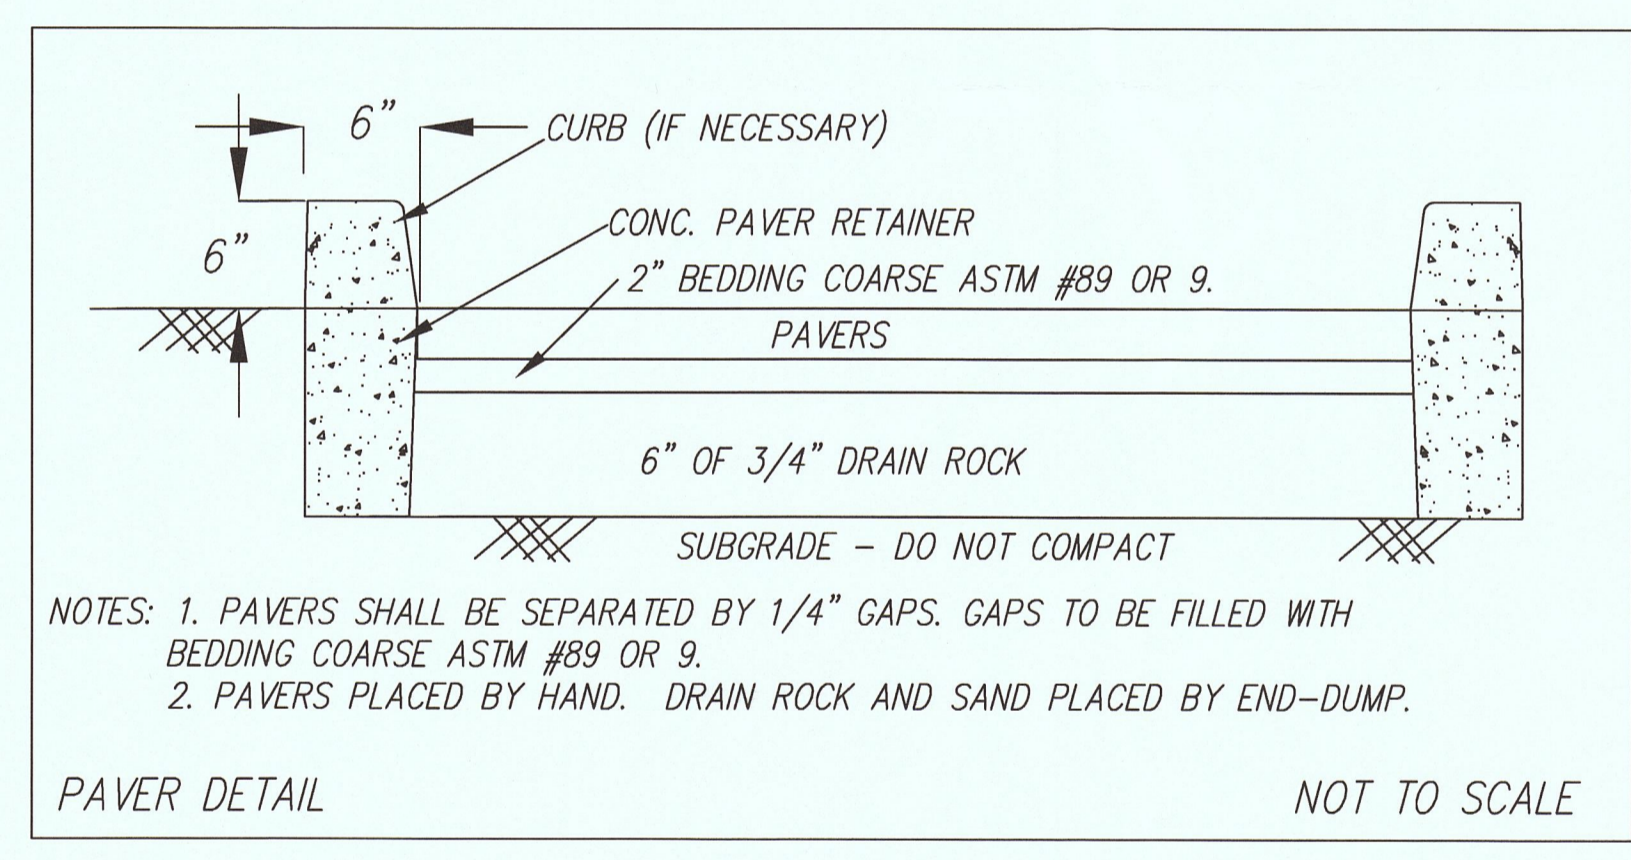 6”
CURB (IF NECESSARY)
CONC. PAVER RETAINER
6”
2” BEDDING COARSE ASTM #89 OR 9.
PAVERS
6” OF 3/4” DRAIN ROCK
SUBGRADE – DO NOT COMPACT
NOTES: 1. PAVERS SHALL BE SEPARATED BY 1/4” GAPS. GAPS TO BE FILLED WITH
BEDDING COARSE ASTM #89 OR 9.
2. PAVERS PLACED BY HAND. DRAIN ROCK AND SAND PLACED BY END–DUMP.
PAVER DETAIL
NOT TO SCALE